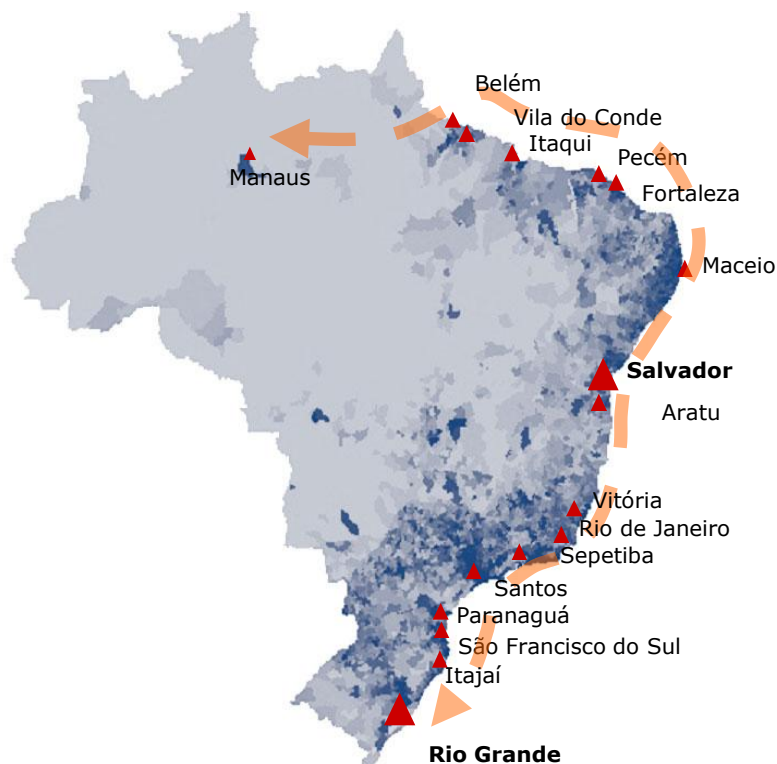 Belém
Vila do Conde
Itaqui
Pecém
Manaus
Fortaleza
Maceio
Salvador
Aratu
Vitória
Rio de Janeiro
Sepetiba
Santos
Paranaguá
São Francisco do Sul
Itajaí
Rio Grande